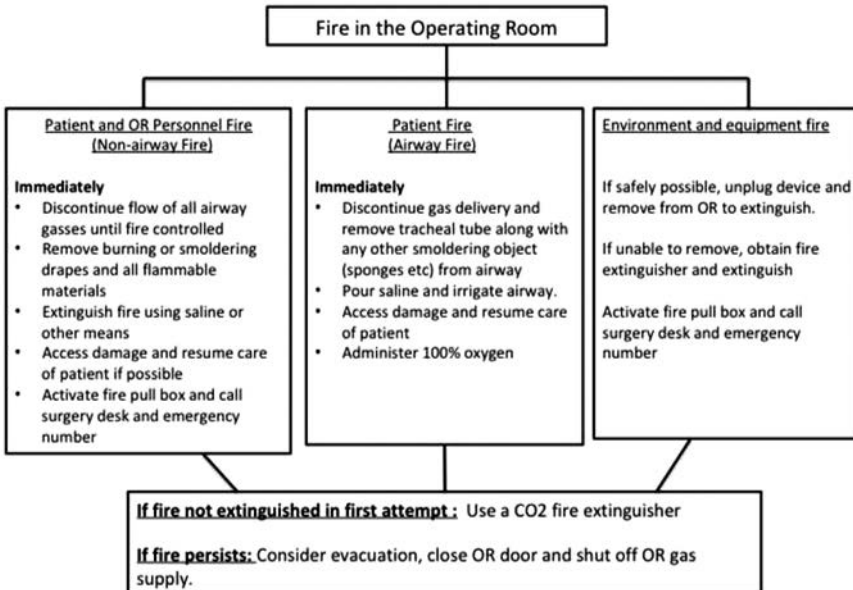 Fire in the Operating Room
Patient and OR Personnel Fire
(Non-airway Fire)
Immediately
• Discontinue flow of all airway
gasses until fire controlled
• Remove burning or smoldering
drapes and all flammable
materials
• Extinguish fire using saline or
other means
• Access damage and resume care
of patient if possible
• Activate fire pull box and call
surgery desk and emergency
number
Patient Fire
(Airway Fire)
Immediately
• Discontinue gas delivery and
remove tracheal tube along with
any other smoldering object
(sponges etc) from airway
• Pour saline and irrigate airway.
• Access damage and resume care
of patient
• Administer 100% oxygen
Environment and equipment fire
If safely possible, unplug device and
remove from OR to extinguish.
If unable to remove, obtain fire
extinguisher and extinguish
Activate fire pull box and call
surgery desk and emergency
number
If fire not extinguished in first attempt : Use a CO2 fire extinguisher
If fire persists: Consider evacuation, close OR door and shut off OR gas
supply.